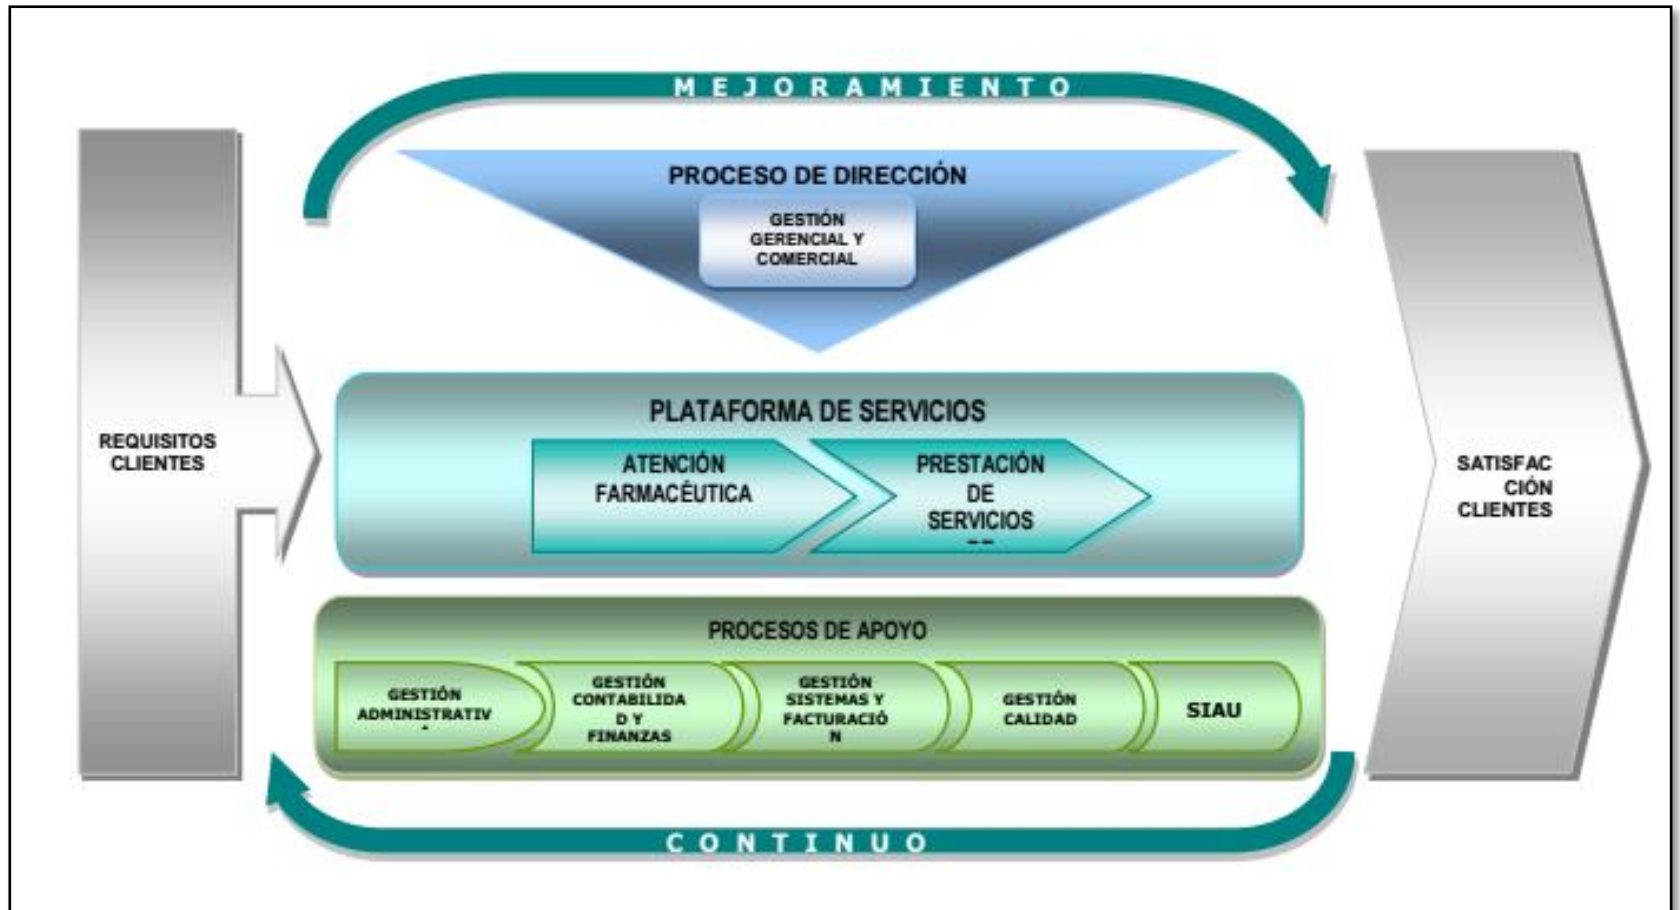 MEJORAMIENTO
PROCESO DE DIRECCIÓN
GESTIÓN
GERENCIAL Y
COMERCIAL
REQUISITOS
CLIENTES
PLATAFORMA DE SERVICIOS
ATENCIÓN
FARMACÉUTICA
PRESTACIÓN
DE
SERVICIOS
SATISFAC
CIÓN
CLIENTES
PROCESOS DE APOYO
GESTIÓN
ADMINISTRATIV
GESTIÓN
CONTABILIDA
D Y
FINANZAS
GESTIÓN
SISTEMAS Y
FACTURACIÓ
N
GESTIÓN
CALIDAD
SIAU
CONTINUO